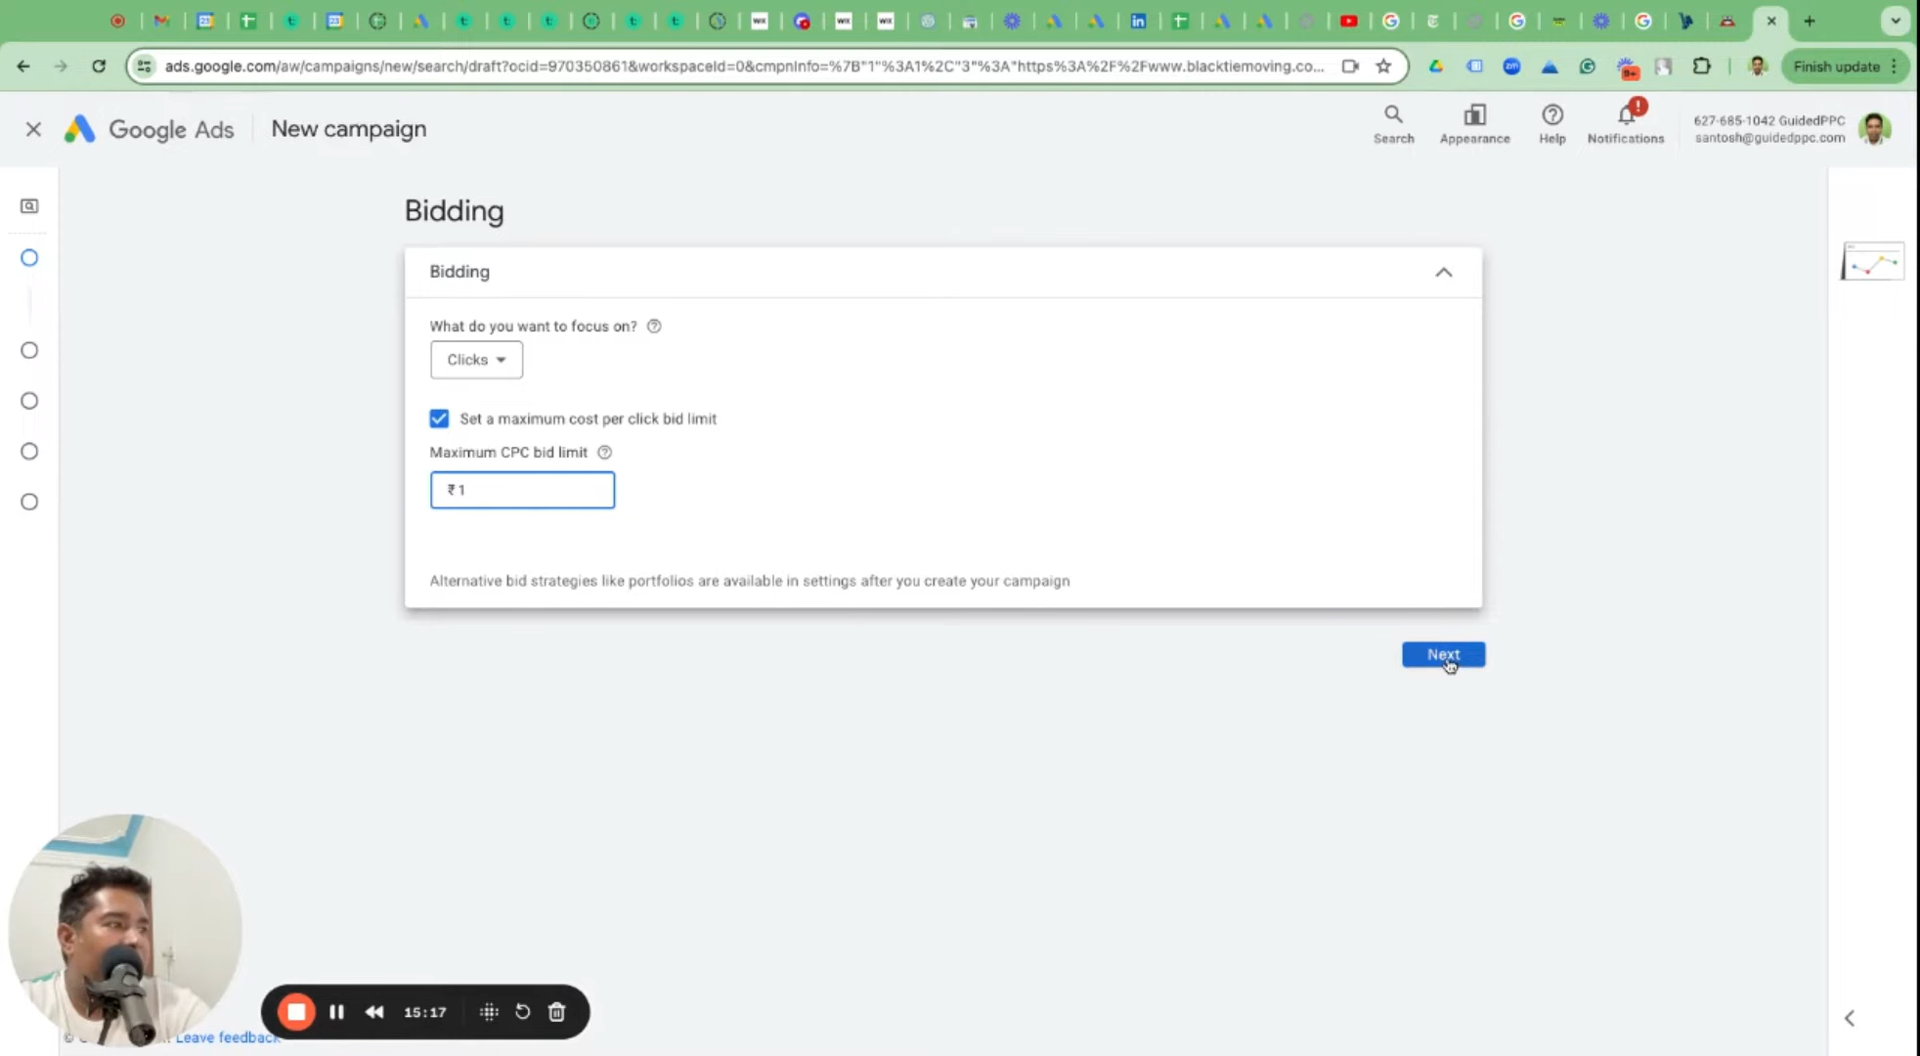 Finish update
ads.google.com/aw/campaigns/new/search/draft?ocid=970350861&workspaceId=0&cmpnInfo=%7B"1"%3A1%2C"3"%3A"https%3A%2F%2Fwww.blacktiemoving.co...
9+
Google Ads
New campaign
Search
Appearance
Help
Notifications
627-685-1042 GuidedPPC
santosh@guidedppc.com
Bidding
Bidding
What do you want to focus on?
Clicks
Set a maximum cost per click bid limit
Maximum CPC bid limit
₹1
Alternative bid strategies like portfolios are available in settings after you create your campaign
Next
15:17
Leave feedback